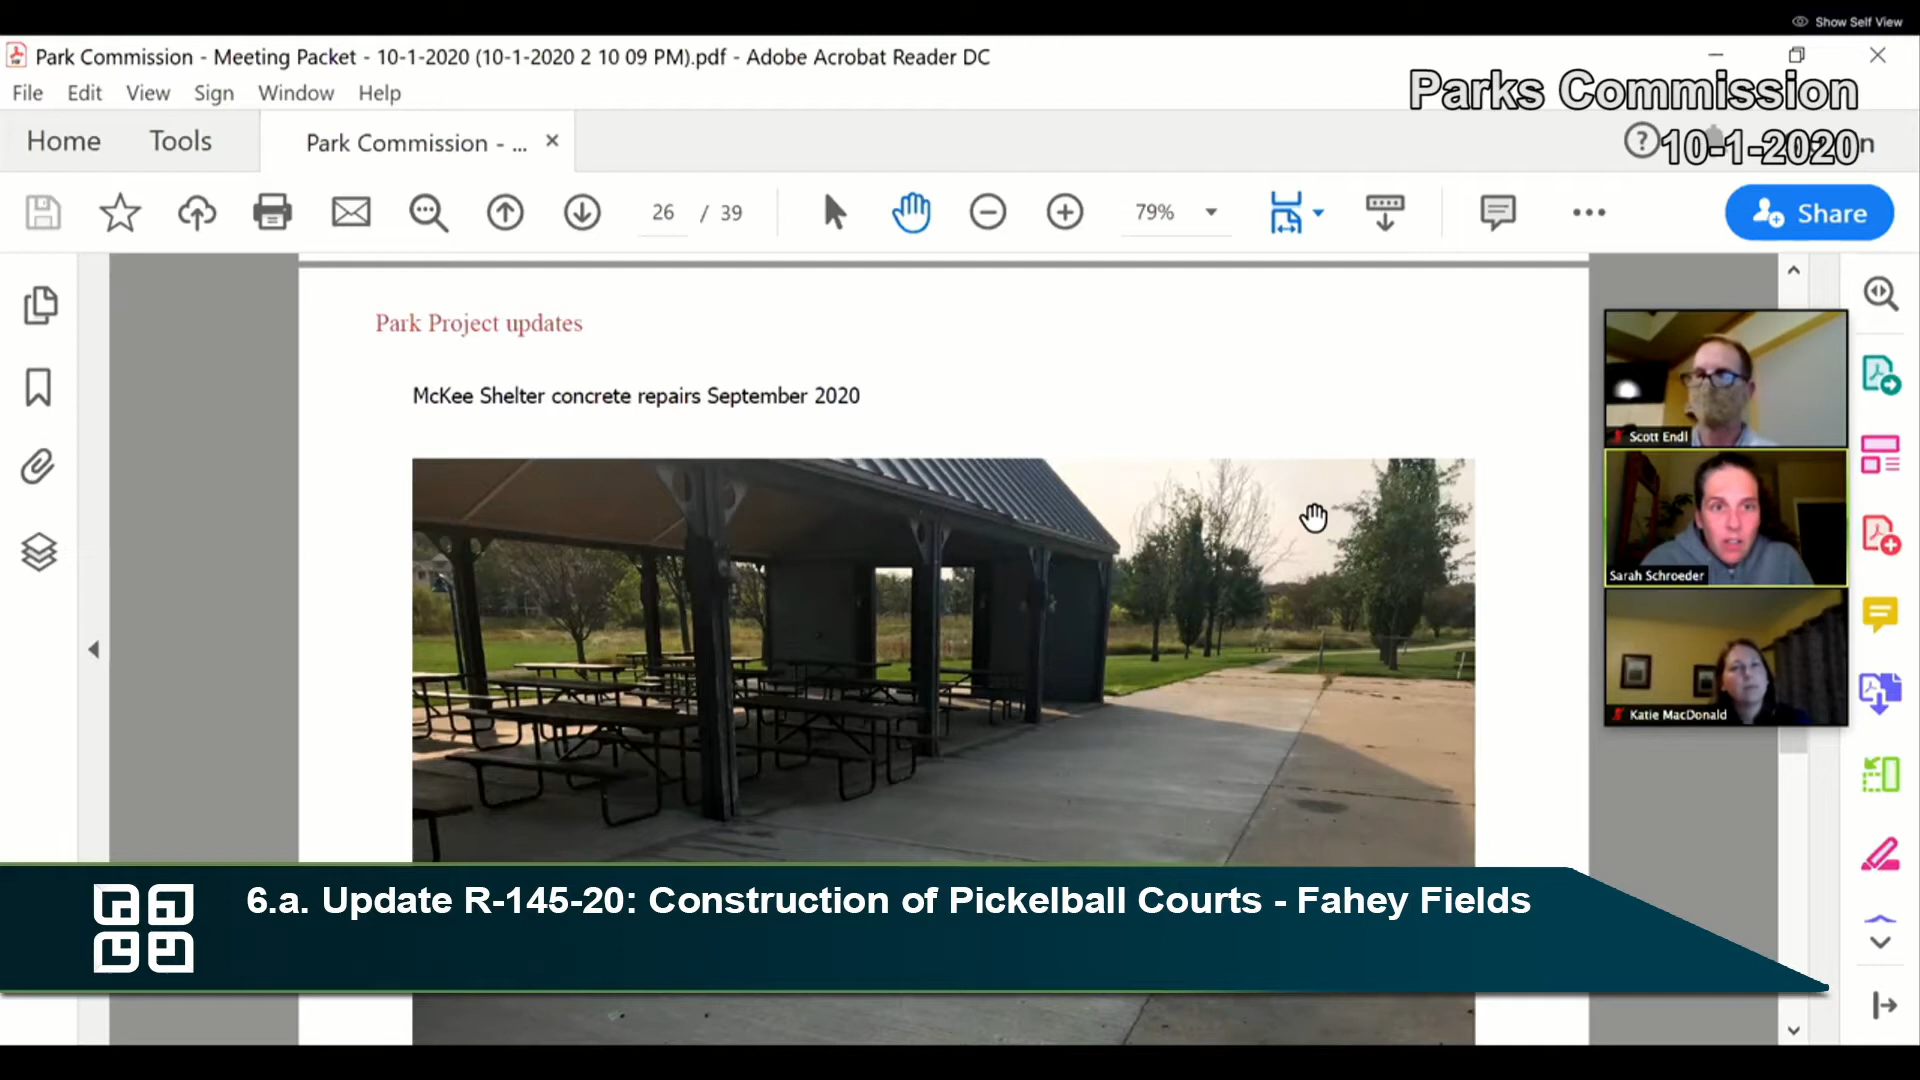 Show Self View
Park Commission - Meeting Packet - 10-1-2020 (10-1-2020 2 10 09 PM).pdf - Adobe Acrobat Reader DC
File Edit View Sign Window Help
Parks Commission
10-1-2020
Home Tools Park Commission - ...
26 / 39 79% Share
Park Project updates
McKee Shelter concrete repairs September 2020
Scott Endl
Sarah Schroeder
Katie MacDonald
6.a. Update R-145-20: Construction of Pickelball Courts - Fahey Fields